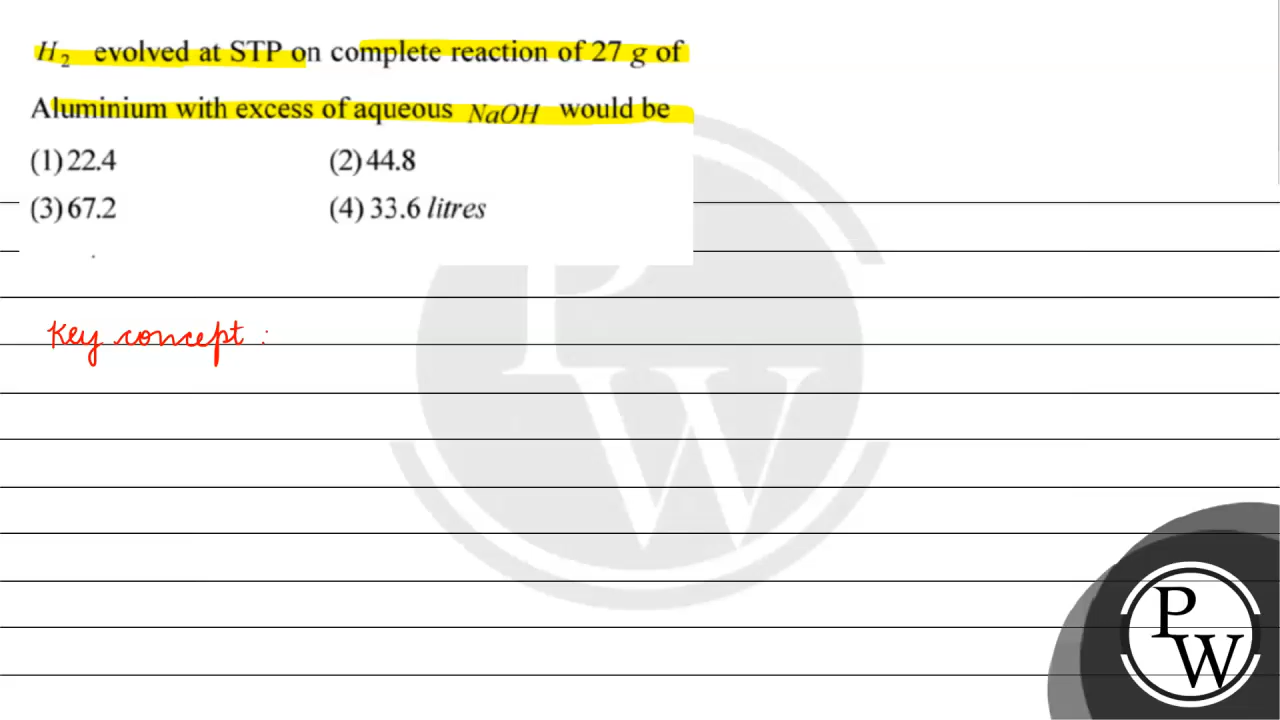 H₂ evolved at STP on complete reaction of 27 g of
Aluminium with excess of aqueous NaOH would be
(1) 22.4 (2) 44.8
(3) 67.2 (4) 33.6 litres
Key concept :
P
W
P
W